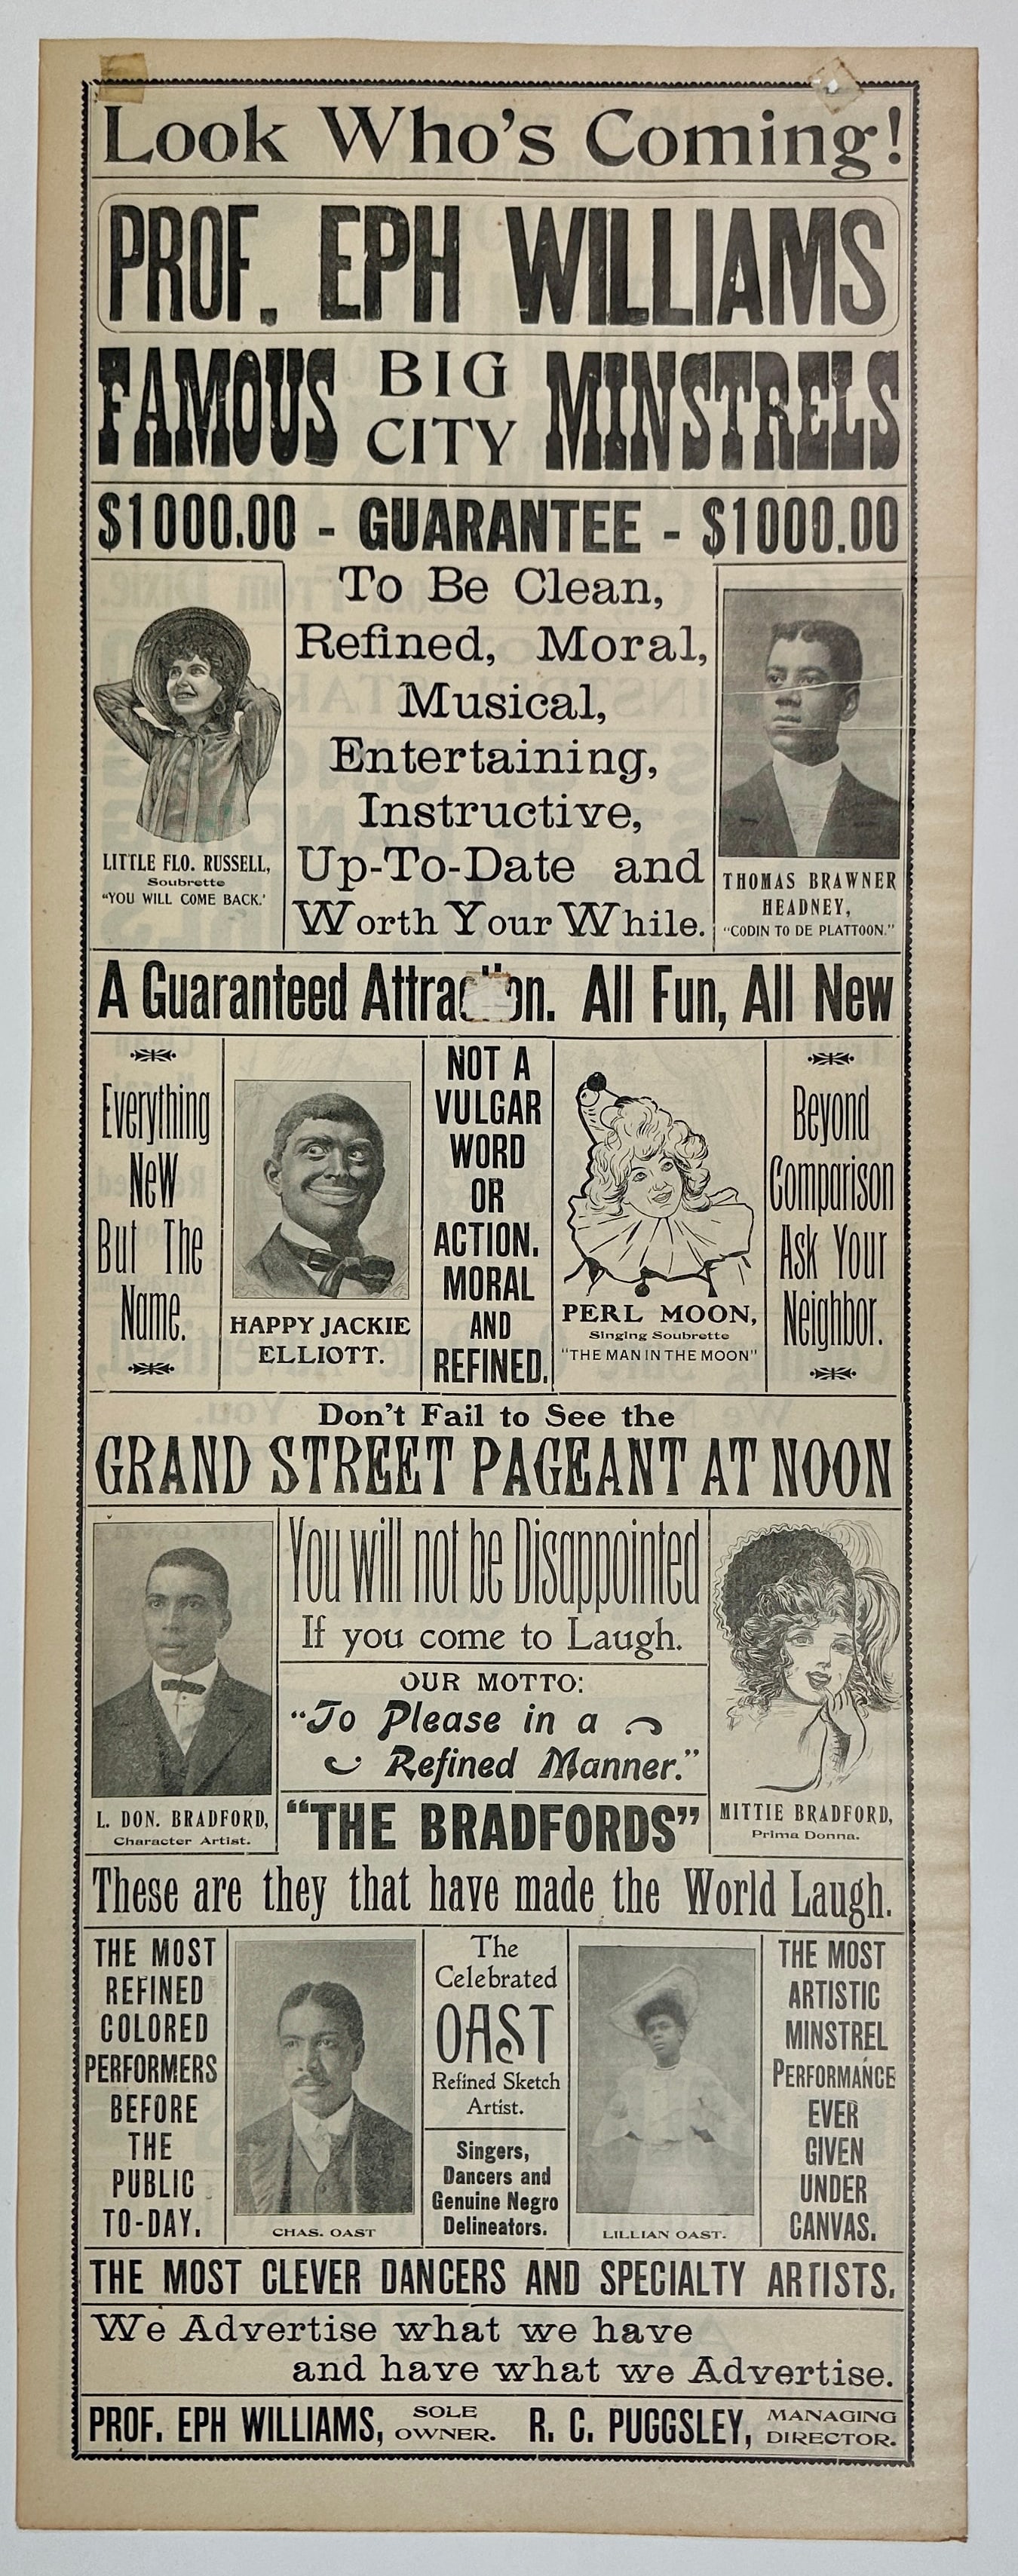 Look Who's Coming!
PROF. EPH WILLIAMS
FAMOUS BIG CITY MINSTRELS
$1000.00 - GUARANTEE - $1000.00
To Be Clean,
Refined, Moral,
Musical,
Entertaining,
Instructive,
Up-To-Date and
Worth Your While.
LITTLE FLO. RUSSELL,
Soubrette
"YOU WILL COME BACK.'
THOMAS BRAWNER
HEADNEY,
"CODIN TO DE PLATTOON."
A Guaranteed Attraction. All Fun, All New
Everything
NeW
But The
Name.
HAPPY JACKIE
ELLIOTT.
NOT A
VULGAR
WORD
OR
ACTION.
MORAL
AND
REFINED.
PERL MOON,
Singing Soubrette
"THE MAN IN THE MOON"
Beyond
Comparison
Ask Your
Neighbor.
Don't Fail to See the
GRAND STREET PAGEANT AT NOON
L. DON. BRADFORD,
Character Artist.
You will not be Disappointed
If you come to Laugh.
OUR MOTTO:
"To Please in a
Refined Manner."
"THE BRADFORDS"
MITTIE BRADFORD,
Prima Donna.
These are they that have made the World Laugh.
THE MOST
REFINED
COLORED
PERFORMERS
BEFORE
THE
PUBLIC
TO-DAY.
CHAS. OAST
The
Celebrated
OAST
Refined Sketch
Artist.
Singers,
Dancers and
Genuine Negro
Delineators.
LILLIAN OAST.
THE MOST
ARTISTIC
MINSTREL
PERFORMANCE
EVER
GIVEN
UNDER
CANVAS.
THE MOST CLEVER DANCERS AND SPECIALTY ARTISTS.
We Advertise what we have
and have what we Advertise.
PROF. EPH WILLIAMS, SOLE OWNER. R. C. PUGGSLEY, MANAGING DIRECTOR.